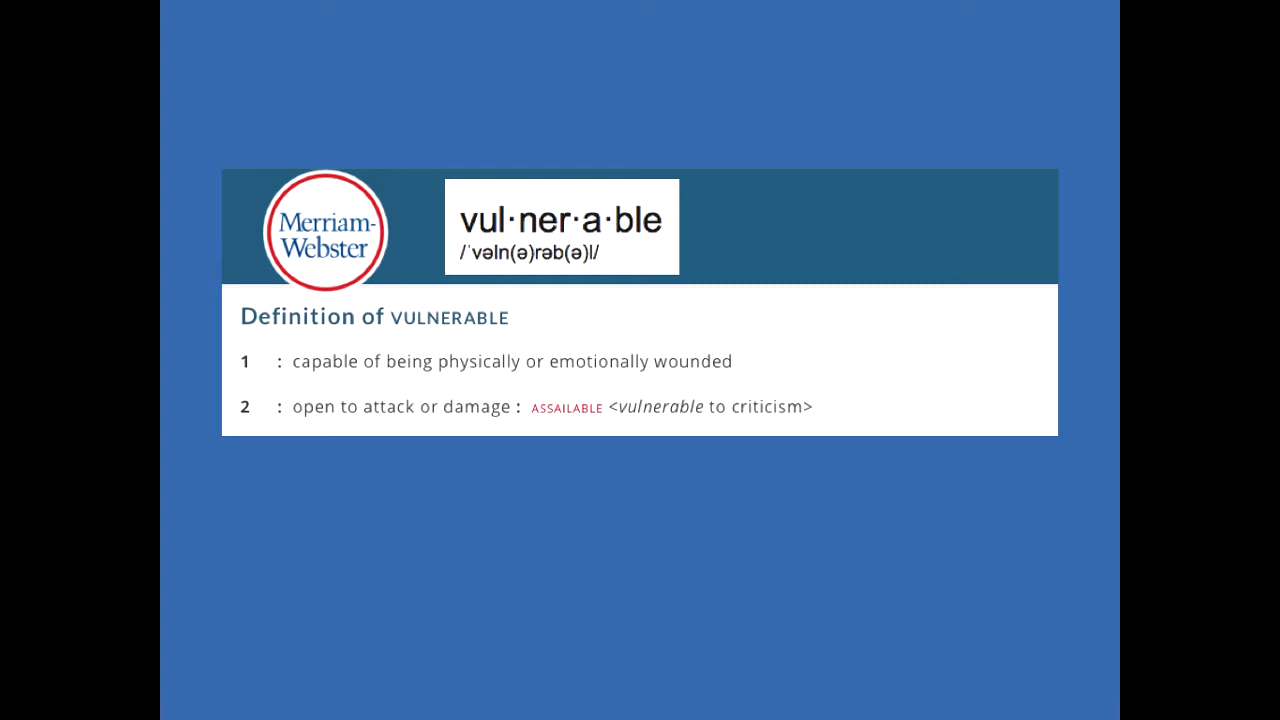 Merriam-
Webster
vul·ner·a·ble
/ˈvəln(ə)rəb(ə)l/
Definition of VULNERABLE
1 : capable of being physically or emotionally wounded
2 : open to attack or damage : ASSAILABLE <vulnerable to criticism>